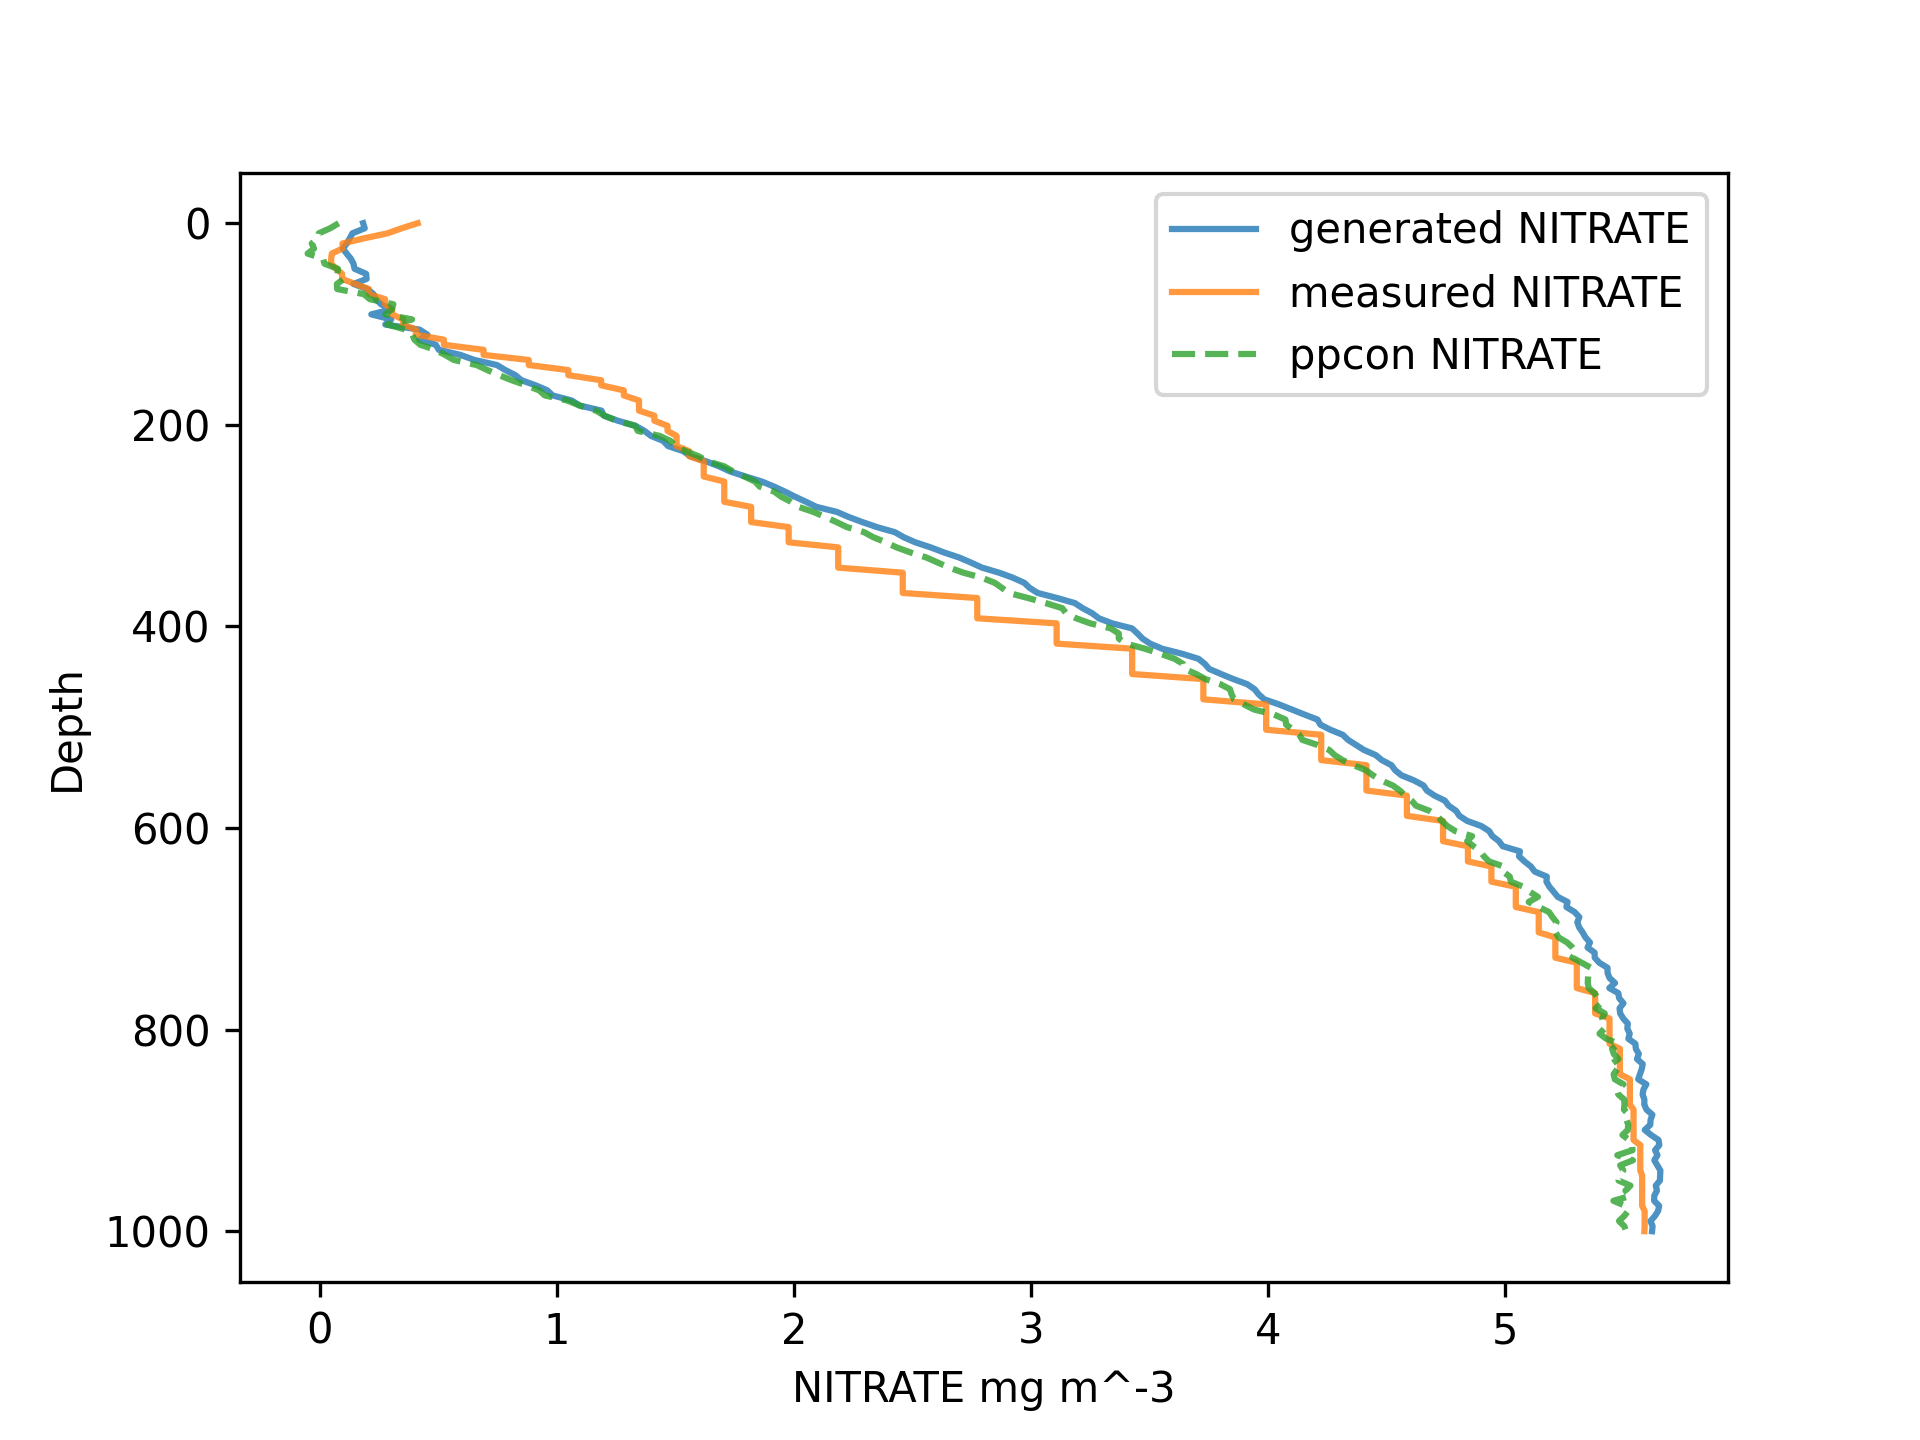 generated NITRATE
measured NITRATE
ppcon NITRATE
0
200
400
600
800
1000
Depth
0 1 2 3 4 5
NITRATE mg m^-3